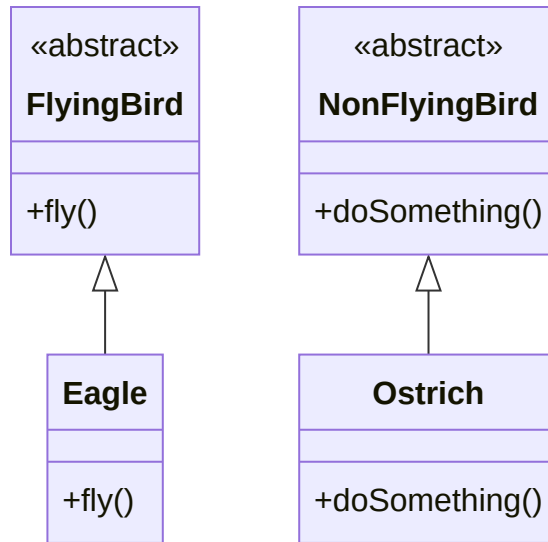 «abstract»
FlyingBird
+fly()
«abstract»
NonFlyingBird
+doSomething()
Eagle
+fly()
Ostrich
+doSomething()